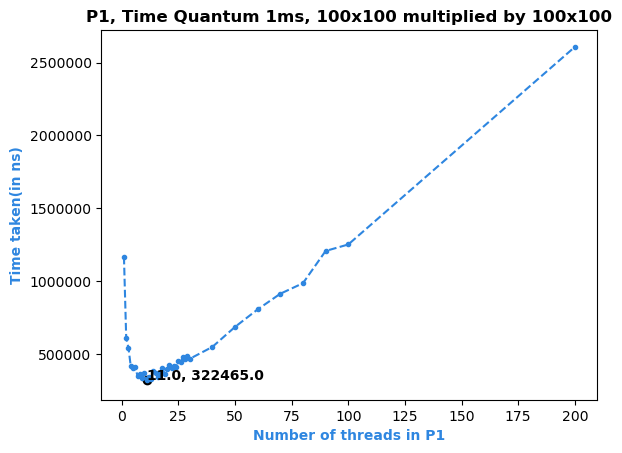 P1, Time Quantum 1ms, 100x100 multiplied by 100x100
Time taken(in ns)
2500000
2000000
1500000
1000000
500000
11.0, 322465.0
0 25 50 75 100 125 150 175 200
Number of threads in P1